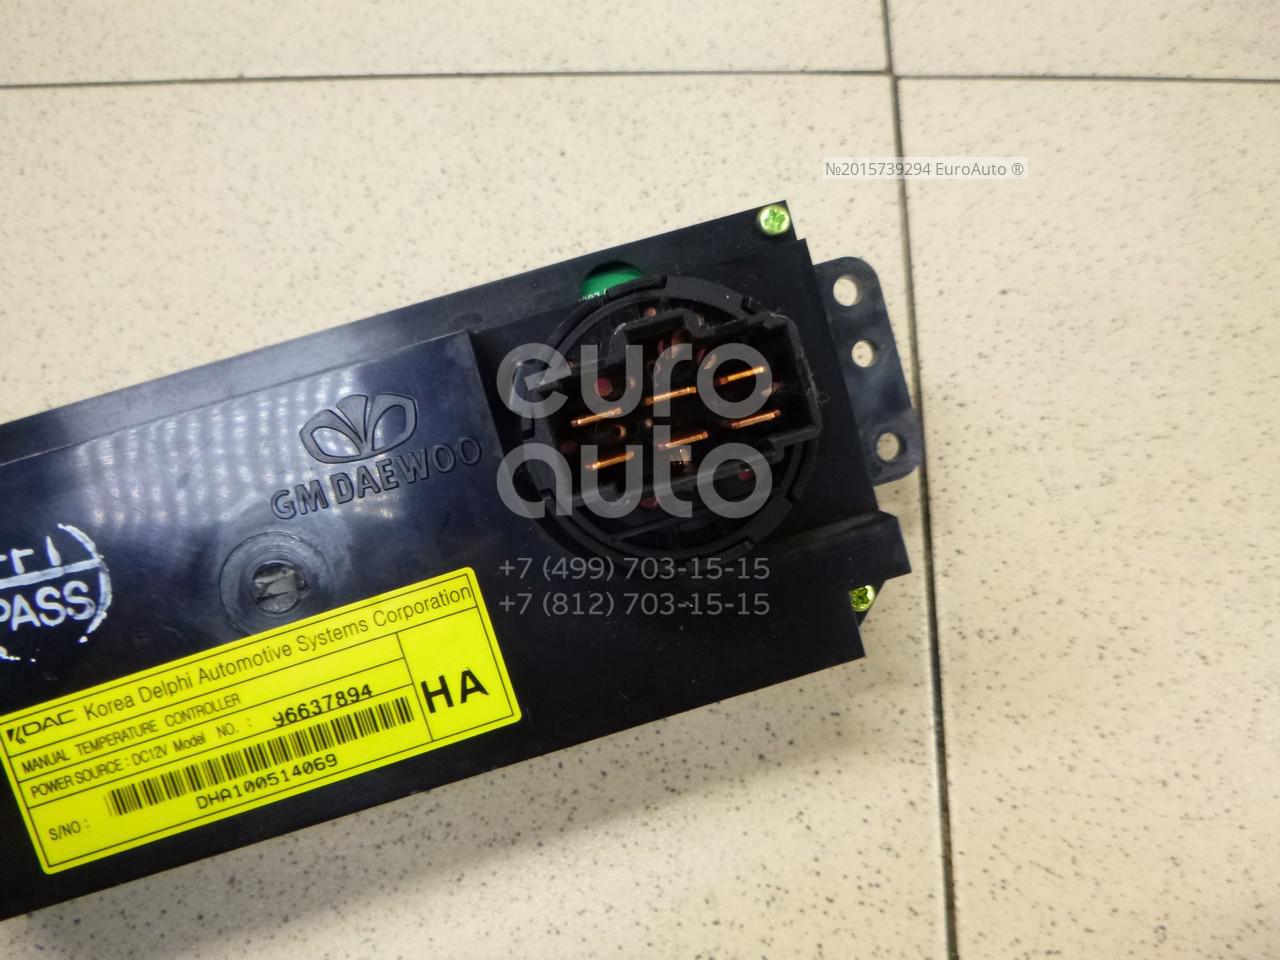 №2015739294 EuroAuto ®
euro
auto
+7 (499) 703-15-15
+7 (812) 703-15-15
GM DAEWOO
PASS
KDAC Korea Delphi Automotive Systems Corporation
MANUAL TEMPERATURE CONTROLLER
POWER SOURCE : DC12V Model NO. : 96637894
HA
S/NO :
DHA100514069